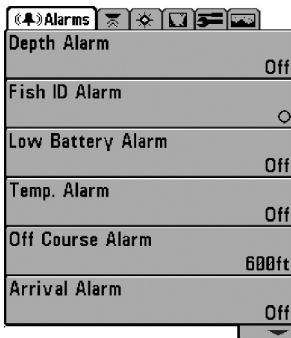 Alarms
Depth Alarm
Off
Fish ID Alarm
Low Battery Alarm
Off
Temp. Alarm
Off
Off Course Alarm
600ft
Arrival Alarm
Off